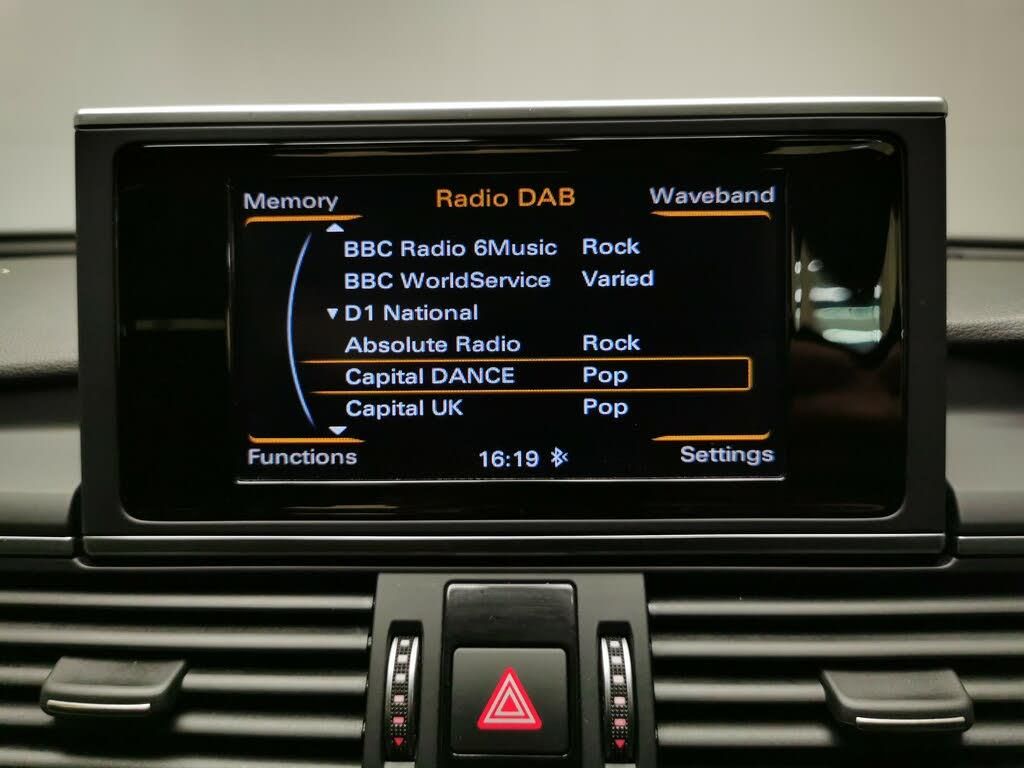 Memory Radio DAB Waveband
BBC Radio 6Music Rock
BBC WorldService Varied
▼ D1 National
Absolute Radio Rock
Capital DANCE Pop
Capital UK Pop
Functions 16:19 Settings